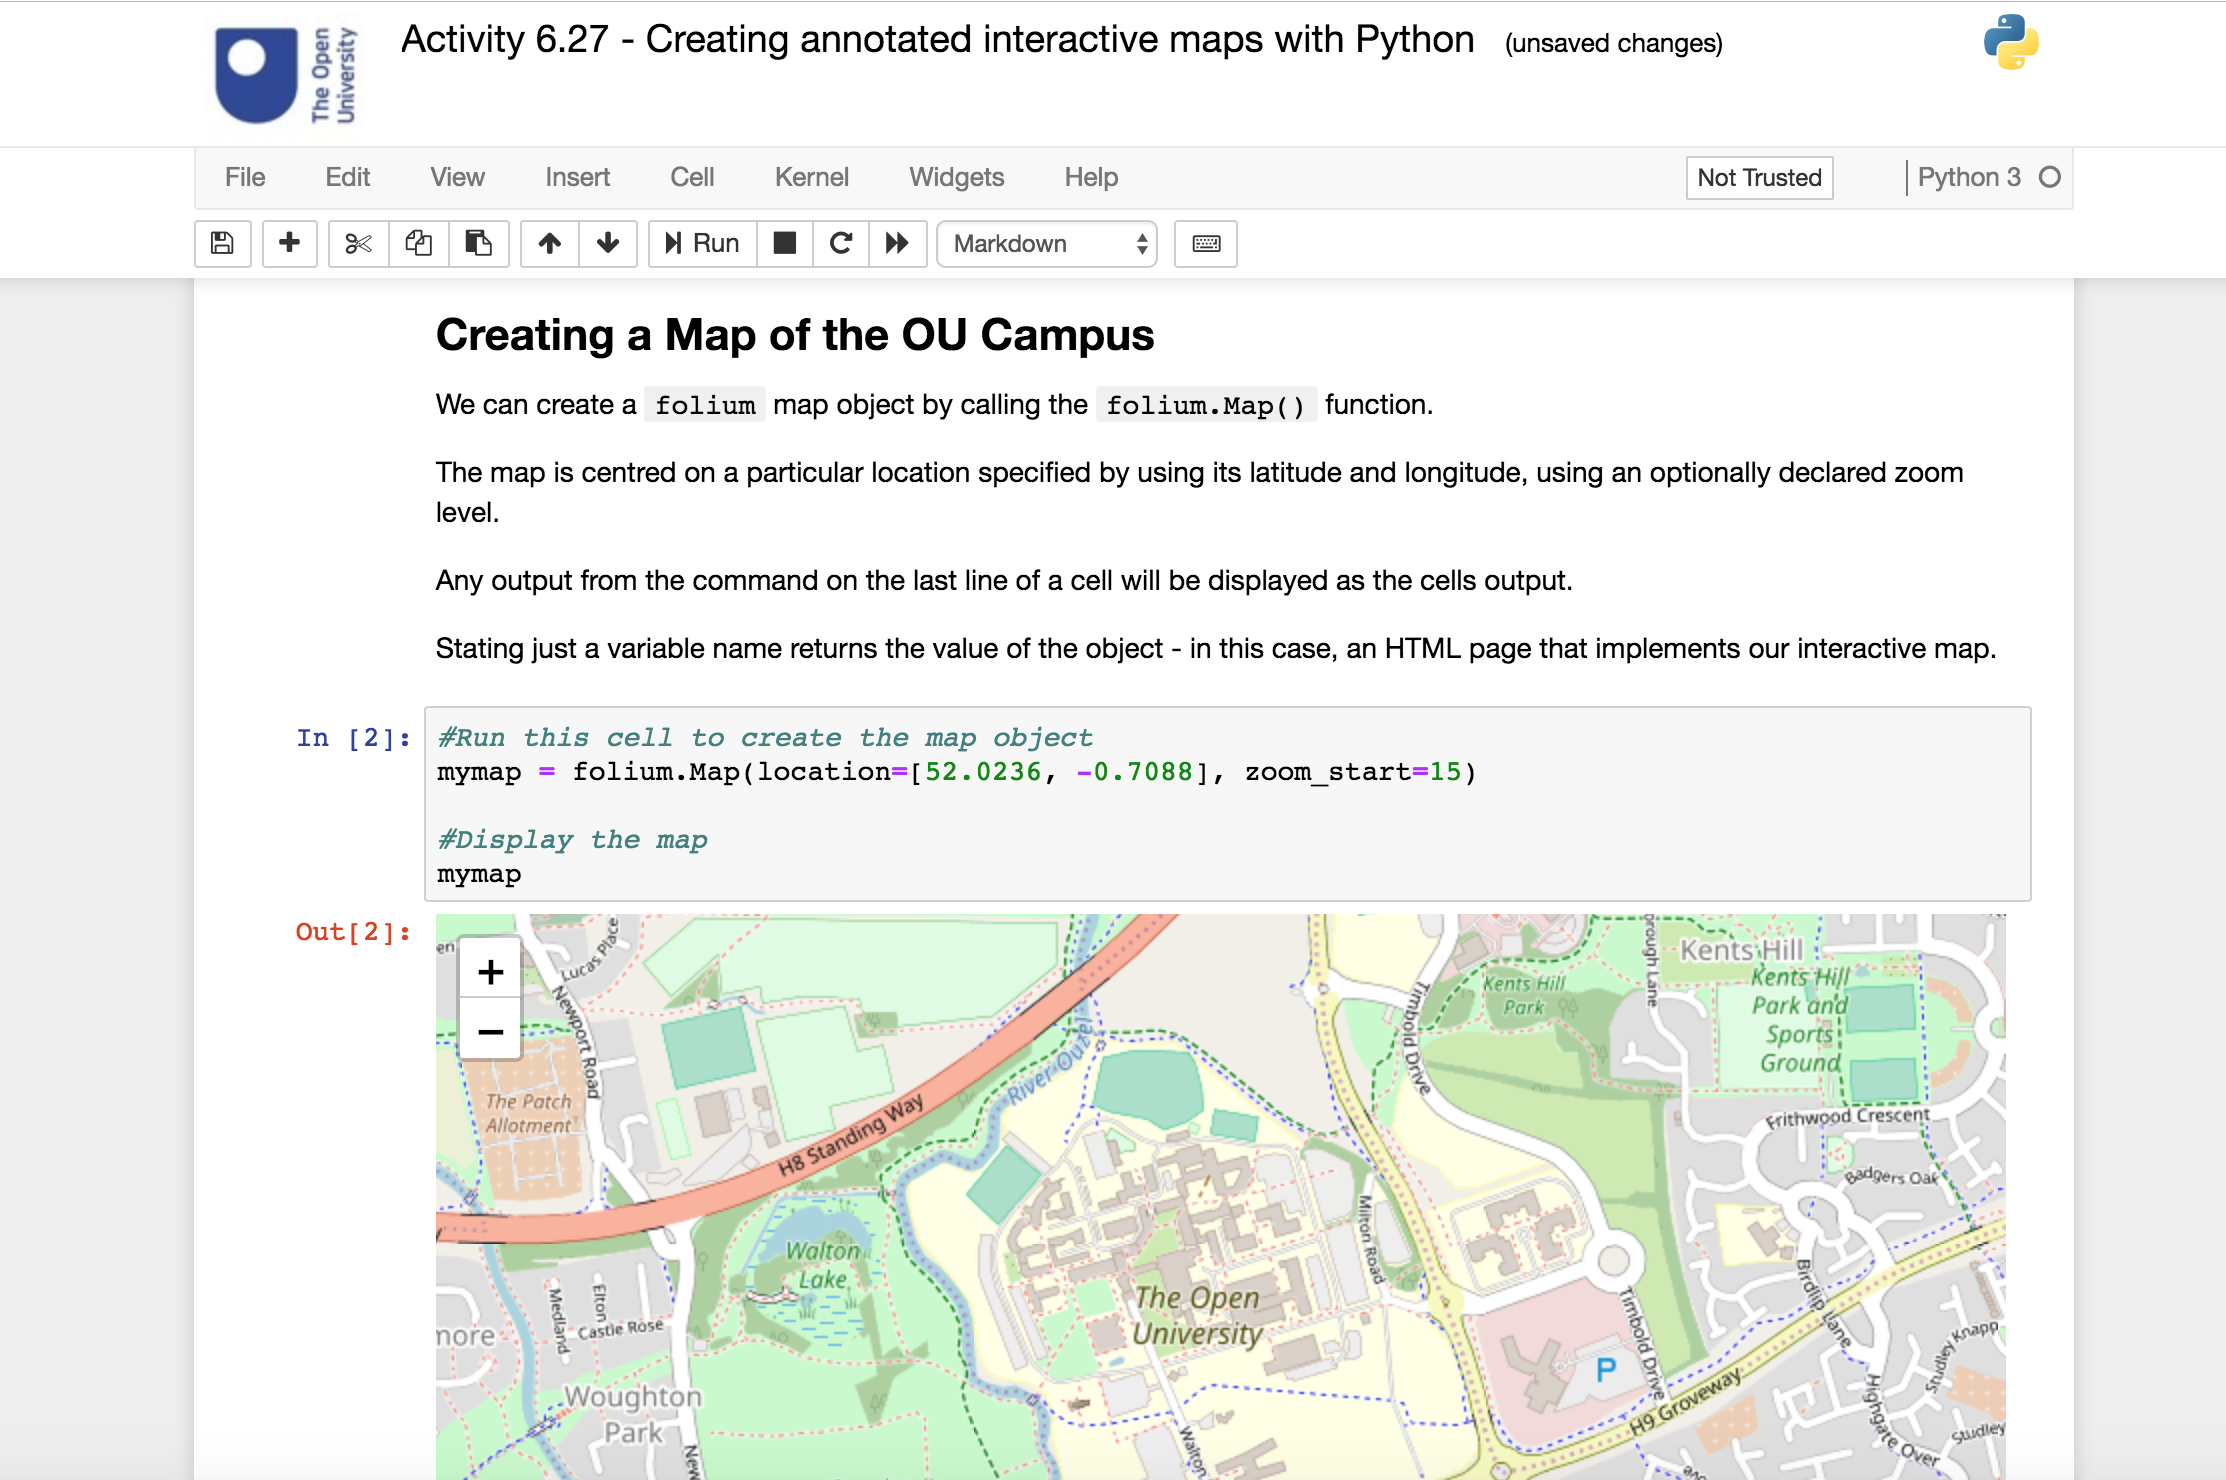 The Open
University
Activity 6.27 - Creating annotated interactive maps with Python (unsaved changes)
File Edit View Insert Cell Kernel Widgets Help Not Trusted Python 3
Run Markdown
Creating a Map of the OU Campus
We can create a folium map object by calling the folium.Map() function.
The map is centred on a particular location specified by using its latitude and longitude, using an optionally declared zoom
level.
Any output from the command on the last line of a cell will be displayed as the cells output.
Stating just a variable name returns the value of the object - in this case, an HTML page that implements our interactive map.
In [2]:
#Run this cell to create the map object
mymap = folium.Map(location=[52.0236, -0.7088], zoom_start=15)
#Display the map
mymap
Out[2]:
+
−
en
Lucas Place
Newport Road
The Patch
Allotment
H8 Standing Way
River Ouzel
Timbold Drive
Kents Hill
Park
orough Lane
Kents Hill
Kents Hill
Park and
Sports
Ground
Frithwood Crescent
Badgers Oak
Walton
Lake
Milton Road
The Open
University
Birdlip Lane
Timbold Drive
P
H9 Groveway
Medland
Elton
Castle Rose
more
Woughton
Park
New
Walton
Highgate Over
Studley Knapp
Studley